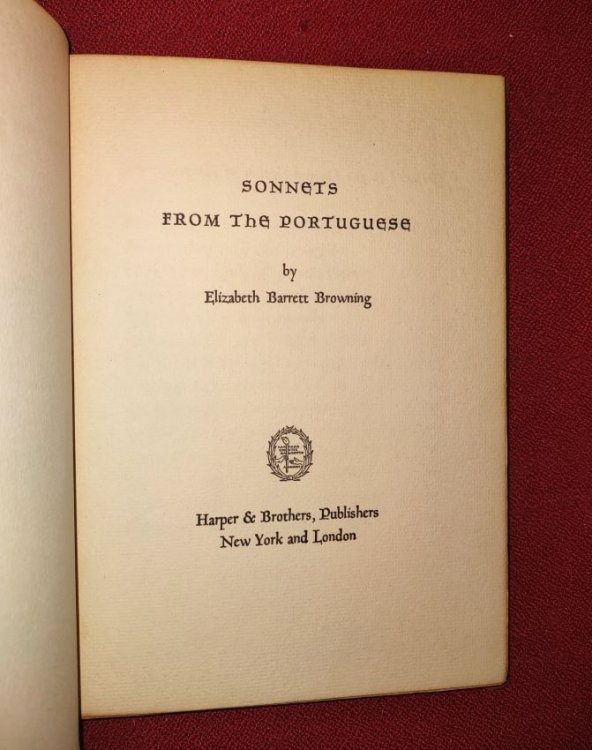 SONNETS
FROM The PORTUGUESE
by
Elizabeth Barrett Browning
Harper & Brothers, Publishers
New York and London